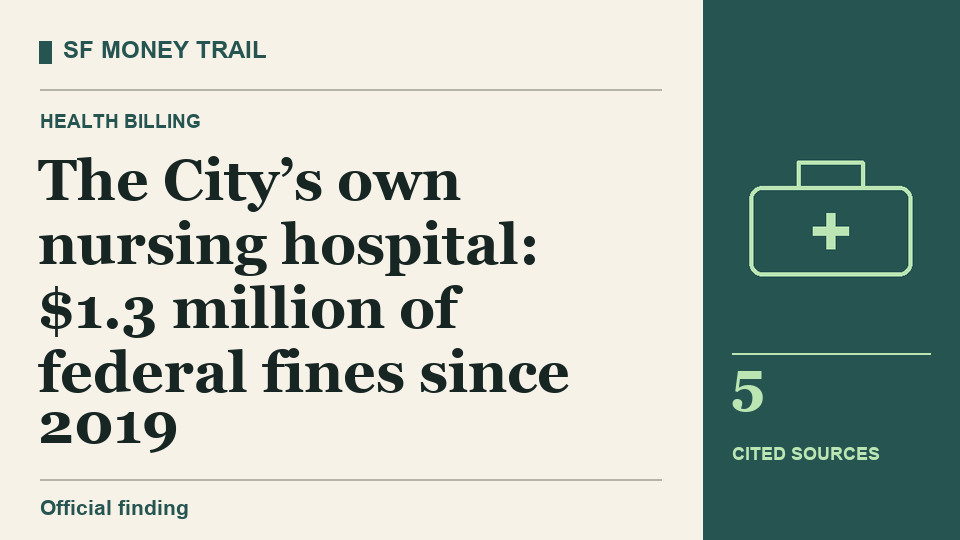 SF MONEY TRAIL
HEALTH BILLING
The City’s own
nursing hospital:
$1.3 million of
federal fines since
2019
Official finding
5
CITED SOURCES